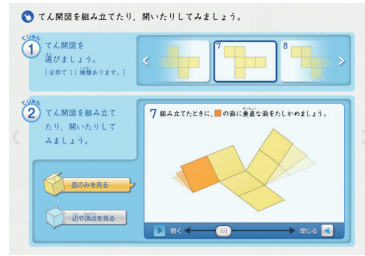 てん開図を組み立てたり、開いたりしてみましょう。
てじゅん
1
てん開図を
選びましょう。
(全部で11種類あります。)
7
8
てじゅん
2
てん開図を組み立て
たり、開いたりして
みましょう。
面のみを見る
辺や頂点を見る
7 組み立てたときに、■の面に垂直な面をたしかめましょう。
開く
閉じる